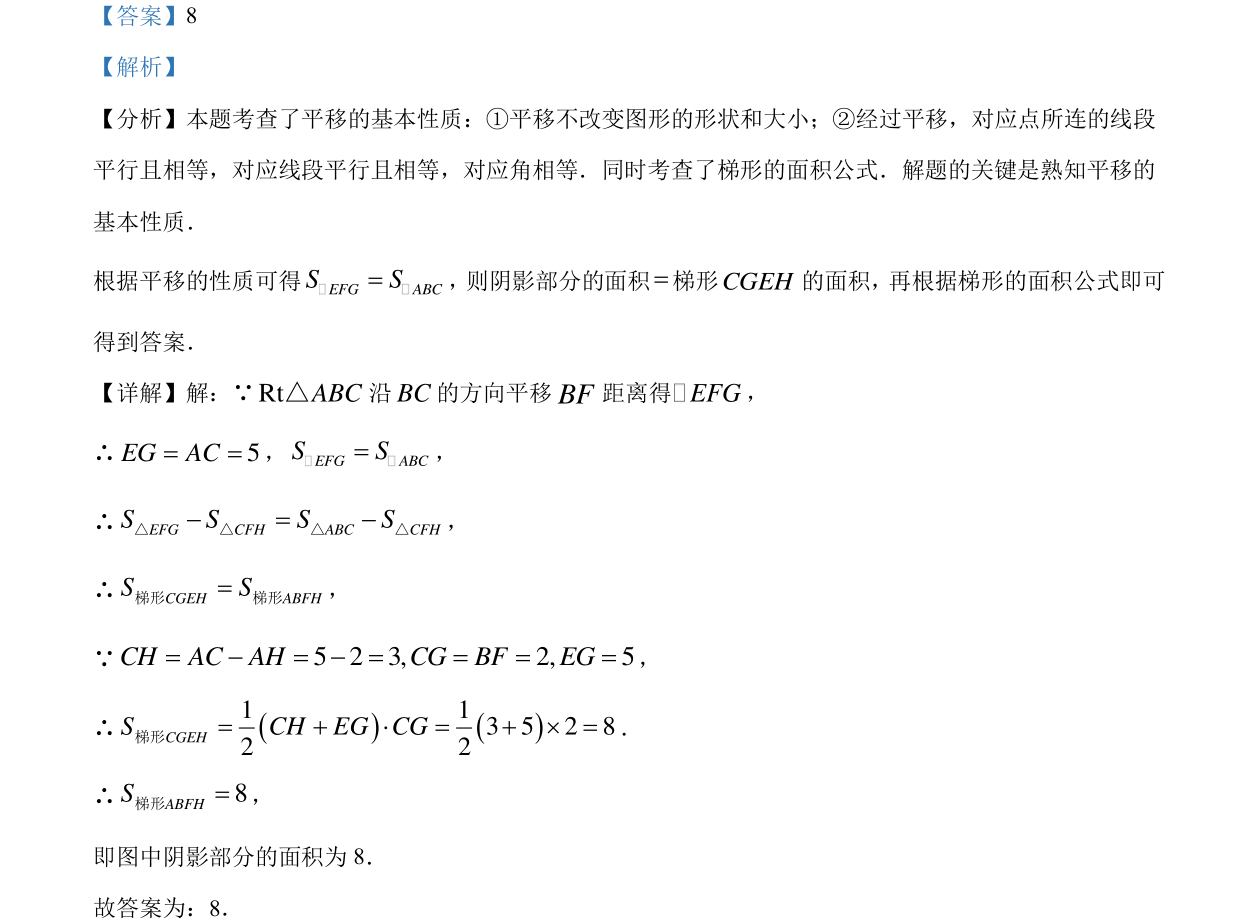 【答案】8
【解析】
【分析】本题考查了平移的基本性质：①平移不改变图形的形状和大小；②经过平移，对应点所连的线段
平行且相等，对应线段平行且相等，对应角相等．同时考查了梯形的面积公式．解题的关键是熟知平移的
基本性质．
根据平移的性质可得 S□EFG = S□ABC，则阴影部分的面积＝梯形 CGEH 的面积，再根据梯形的面积公式即可
得到答案．
【详解】解：∵ Rt△ABC 沿 BC 的方向平移 BF 距离得□EFG，
∴ EG = AC = 5，S□EFG = S□ABC，
∴ S△EFG − S△CFH = S△ABC − S△CFH，
∴ S梯形CGEH = S梯形ABFH，
∵ CH = AC − AH = 5 − 2 = 3, CG = BF = 2, EG = 5，
∴ S梯形CGEH = 1/2 (CH + EG)·CG = 1/2 (3+5)×2 = 8．
∴ S梯形ABFH = 8，
即图中阴影部分的面积为 8．
故答案为：8．